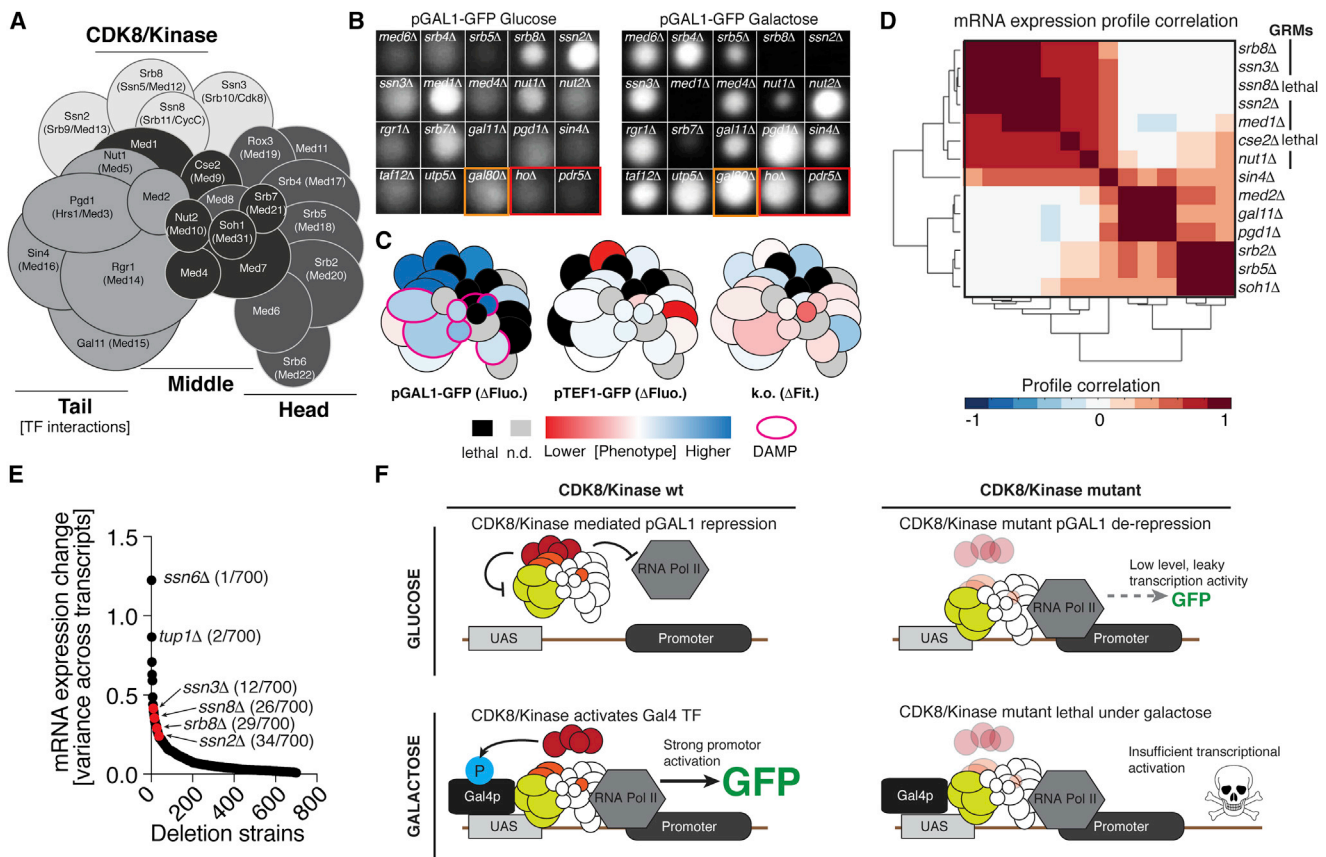 A
CDK8/Kinase
Srb8
(Ssn5/Med12)
Ssn3
(Srb10/Cdk8)
Ssn2
(Srb9/Med13)
Ssn8
(Srb11/CycC)
Med1
Nut1
(Med5)
Cse2
(Med9)
Rox3
(Med19)
Med11
Pgd1
(Hrs1/Med3)
Med2
Med8
Srb7
(Med21)
Srb4 (Med17)
Nut2
(Med10)
Soh1
(Med31)
Srb5
(Med18)
Sin4
(Med16)
Rgr1
(Med14)
Med4
Med7
Srb2
(Med20)
Med6
Gal11 (Med15)
Srb6
(Med22)
Tail
[TF interactions]
Middle
Head
B
pGAL1-GFP Glucose
med6Δ srb4Δ srb5Δ srb8Δ ssn2Δ
ssn3Δ med1Δ med4Δ nut1Δ nut2Δ
rgr1Δ srb7Δ gal11Δ pgd1Δ sin4Δ
taf12Δ utp5Δ gal80Δ hoΔ pdr5Δ
pGAL1-GFP Galactose
med6Δ srb4Δ srb5Δ srb8Δ ssn2Δ
ssn3Δ med1Δ med4Δ nut1Δ nut2Δ
rgr1Δ srb7Δ gal11Δ pgd1Δ sin4Δ
taf12Δ utp5Δ gal80Δ hoΔ pdr5Δ
C
pGAL1-GFP (ΔFluo.) pTEF1-GFP (ΔFluo.) k.o. (ΔFit.)
lethal n.d. Lower [Phenotype] Higher DAMP
D
mRNA expression profile correlation
GRMs
srb8Δ
ssn3Δ
ssn8Δ lethal
ssn2Δ
med1Δ
cse2Δ lethal
nut1Δ
sin4Δ
med2Δ
gal11Δ
pgd1Δ
srb2Δ
srb5Δ
soh1Δ
Profile correlation
-1 0 1
E
mRNA expression change
[variance across transcripts]
1.5
1.0
0.5
0.0
ssn6Δ (1/700)
tup1Δ (2/700)
ssn3Δ (12/700)
ssn8Δ (26/700)
srb8Δ (29/700)
ssn2Δ (34/700)
0 200 400 600 800
Deletion strains
F
CDK8/Kinase wt
CDK8/Kinase mutant
GLUCOSE
CDK8/Kinase mediated pGAL1 repression
RNA Pol II
UAS
Promoter
CDK8/Kinase mutant pGAL1 de-repression
Low level, leaky
transcription activity
GFP
RNA Pol II
UAS
Promoter
GALACTOSE
CDK8/Kinase activates Gal4 TF
P
Gal4p
RNA Pol II
Strong promotor
activation
GFP
UAS
Promoter
CDK8/Kinase mutant lethal under galactose
Insufficient transcriptional
activation
Gal4p
RNA Pol II
UAS
Promoter